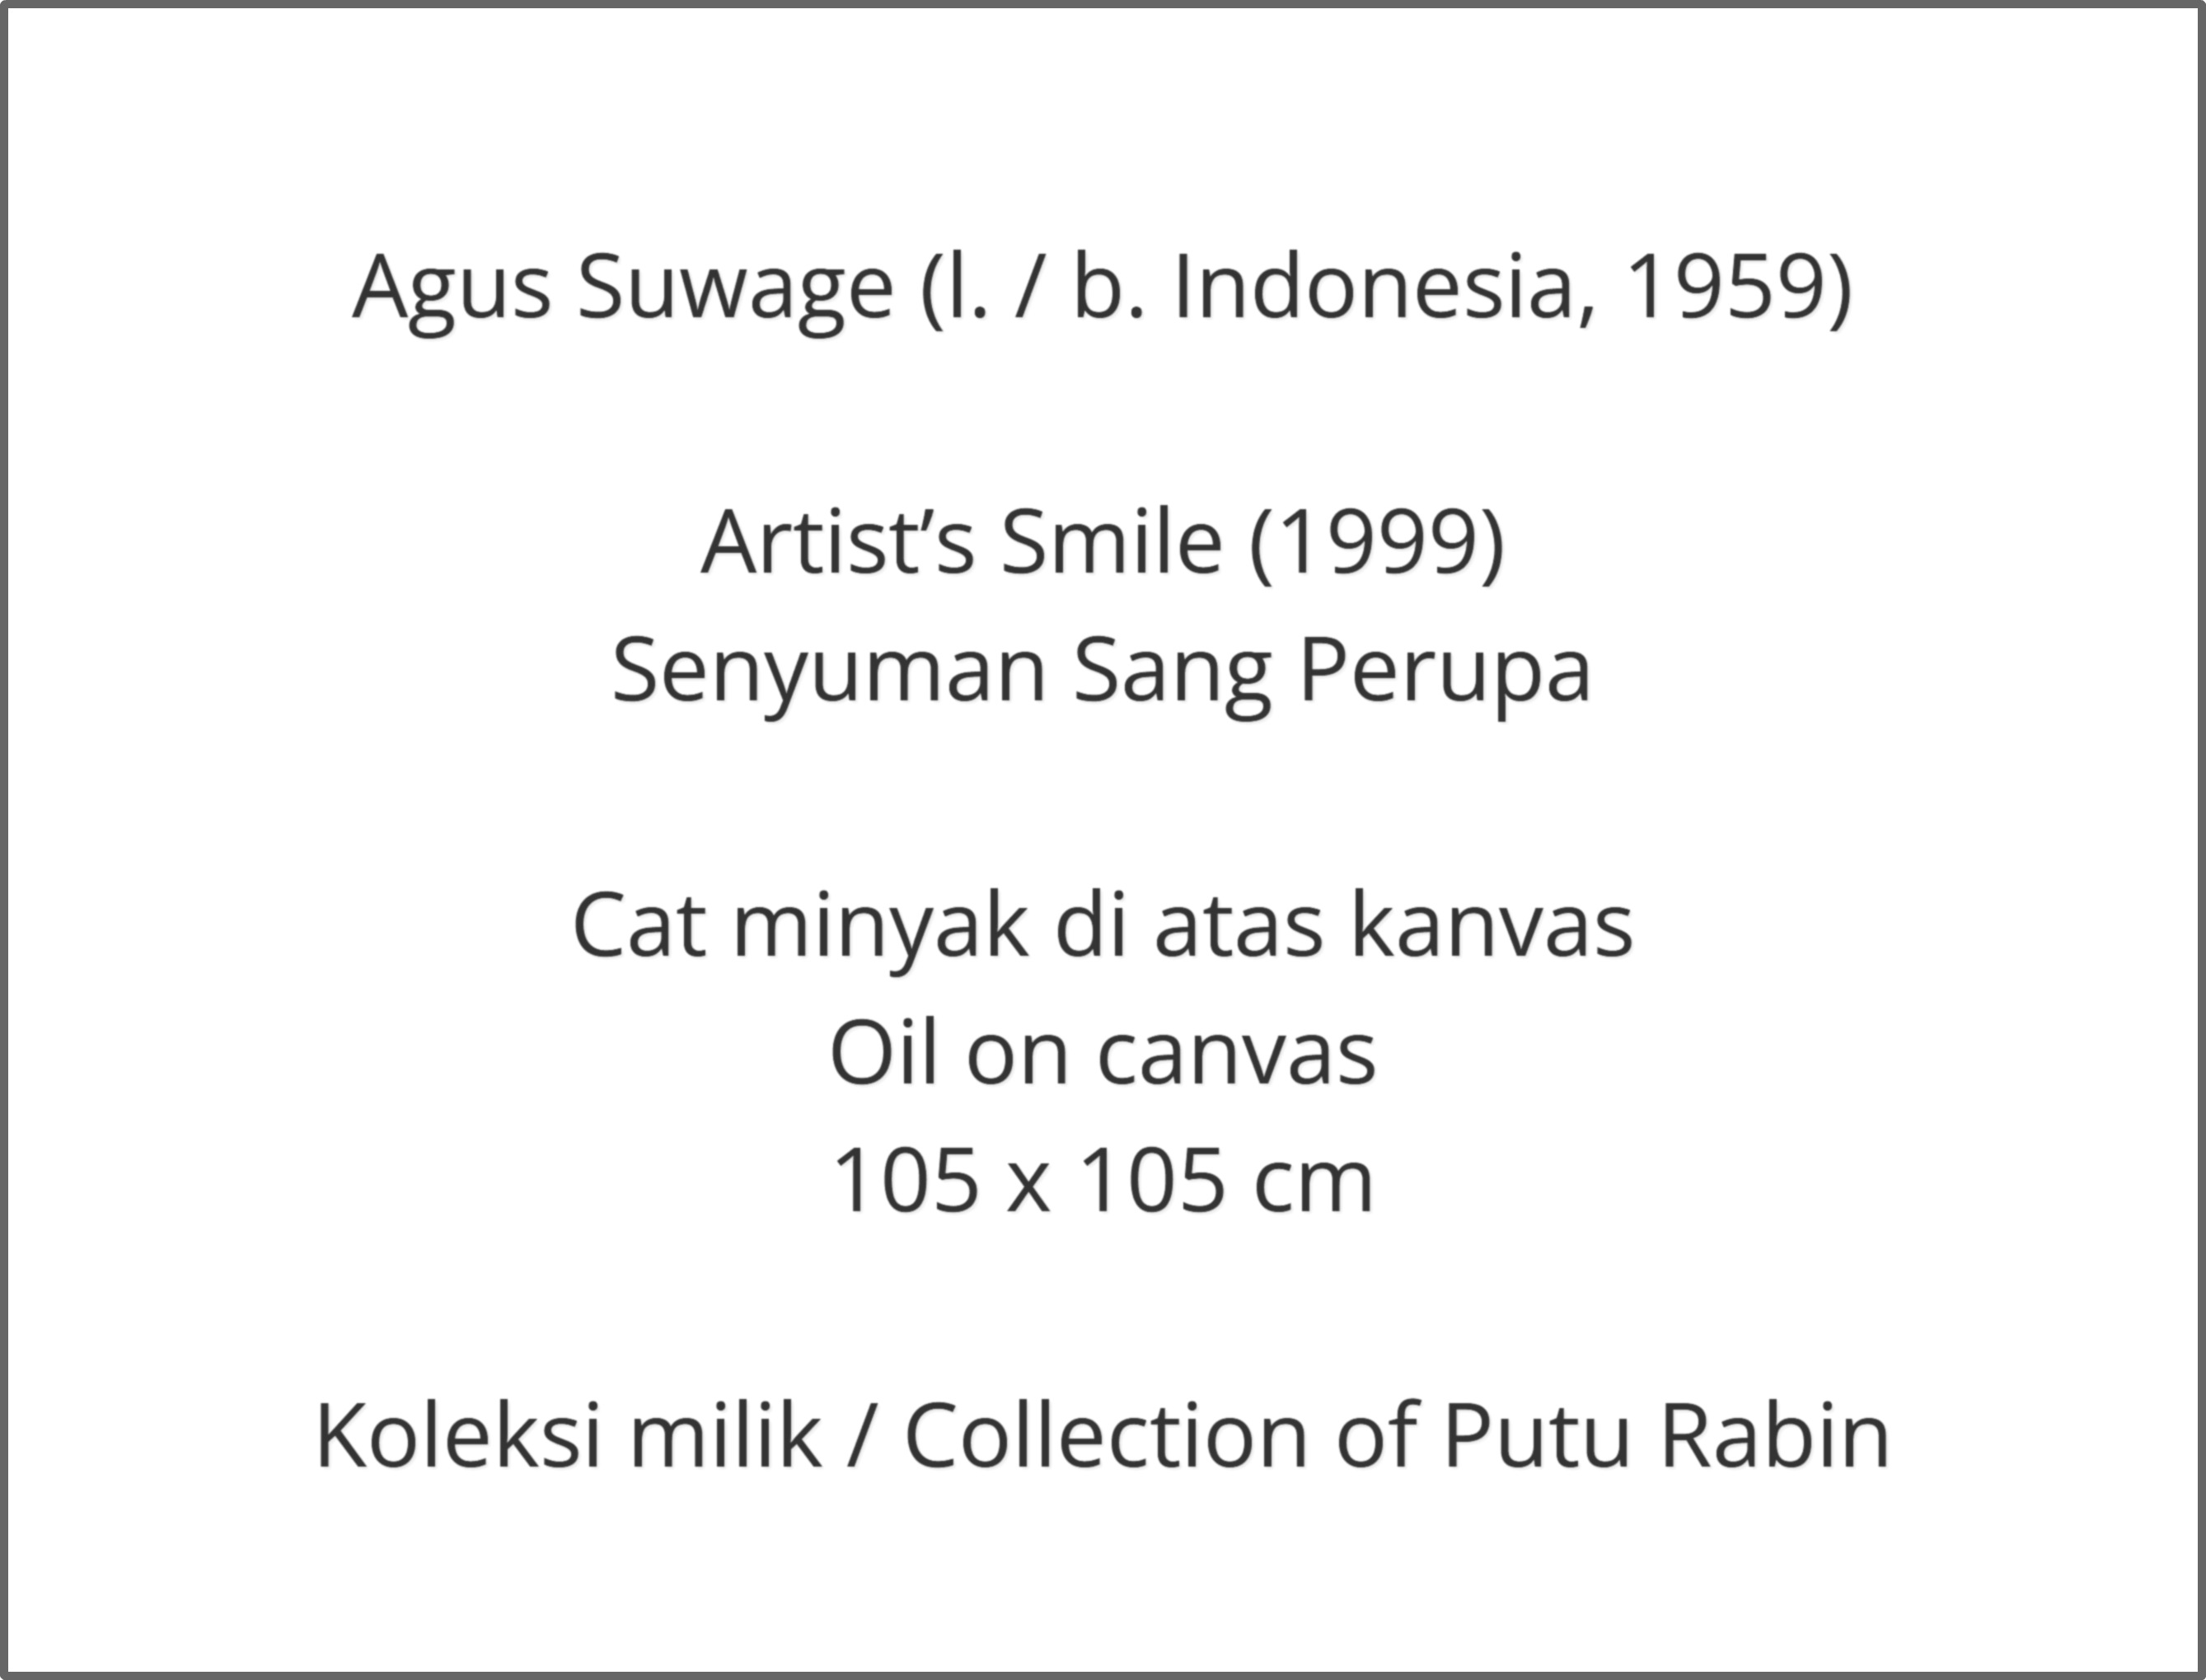 Agus Suwage (l. / b. Indonesia, 1959)
Artist’s Smile (1999)
Senyuman Sang Perupa
Cat minyak di atas kanvas
Oil on canvas
105 x 105 cm
Koleksi milik / Collection of Putu Rabin